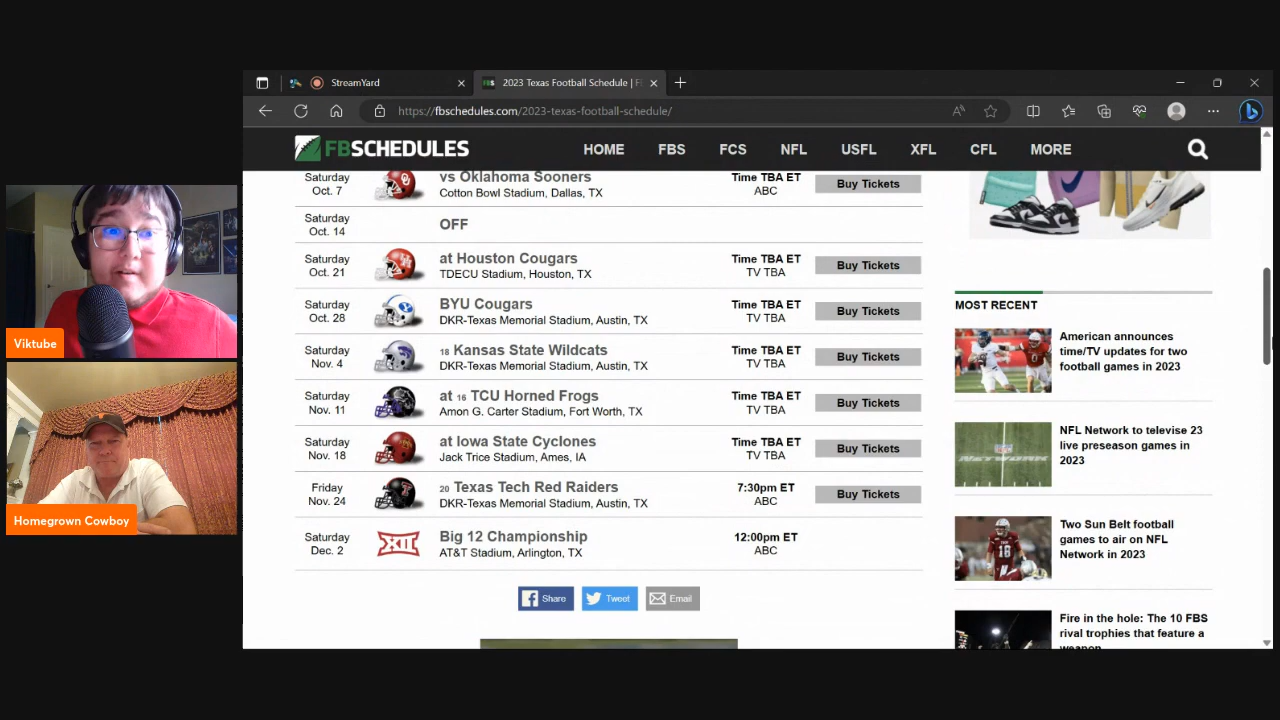 StreamYard
2023 Texas Football Schedule | F
https://fbschedules.com/2023-texas-football-schedule/
FBSCHEDULES
HOME FBS FCS NFL USFL XFL CFL MORE
Saturday
Oct. 7
vs Oklahoma Sooners
Cotton Bowl Stadium, Dallas, TX
Time TBA ET
ABC
Buy Tickets
Saturday
Oct. 14
OFF
Saturday
Oct. 21
at Houston Cougars
TDECU Stadium, Houston, TX
Time TBA ET
TV TBA
Buy Tickets
Saturday
Oct. 28
BYU Cougars
DKR-Texas Memorial Stadium, Austin, TX
Time TBA ET
TV TBA
Buy Tickets
Saturday
Nov. 4
18 Kansas State Wildcats
DKR-Texas Memorial Stadium, Austin, TX
Time TBA ET
TV TBA
Buy Tickets
Saturday
Nov. 11
at 16 TCU Horned Frogs
Amon G. Carter Stadium, Fort Worth, TX
Time TBA ET
TV TBA
Buy Tickets
Saturday
Nov. 18
at Iowa State Cyclones
Jack Trice Stadium, Ames, IA
Time TBA ET
TV TBA
Buy Tickets
Friday
Nov. 24
20 Texas Tech Red Raiders
DKR-Texas Memorial Stadium, Austin, TX
7:30pm ET
ABC
Buy Tickets
Saturday
Dec. 2
XII
Big 12 Championship
AT&T Stadium, Arlington, TX
12:00pm ET
ABC
Share
Tweet
Email
MOST RECENT
American announces
time/TV updates for two
football games in 2023
NFL Network to televise 23
live preseason games in
2023
Two Sun Belt football
games to air on NFL
Network in 2023
Fire in the hole: The 10 FBS
rival trophies that feature a
weapon
Viktube
Homegrown Cowboy